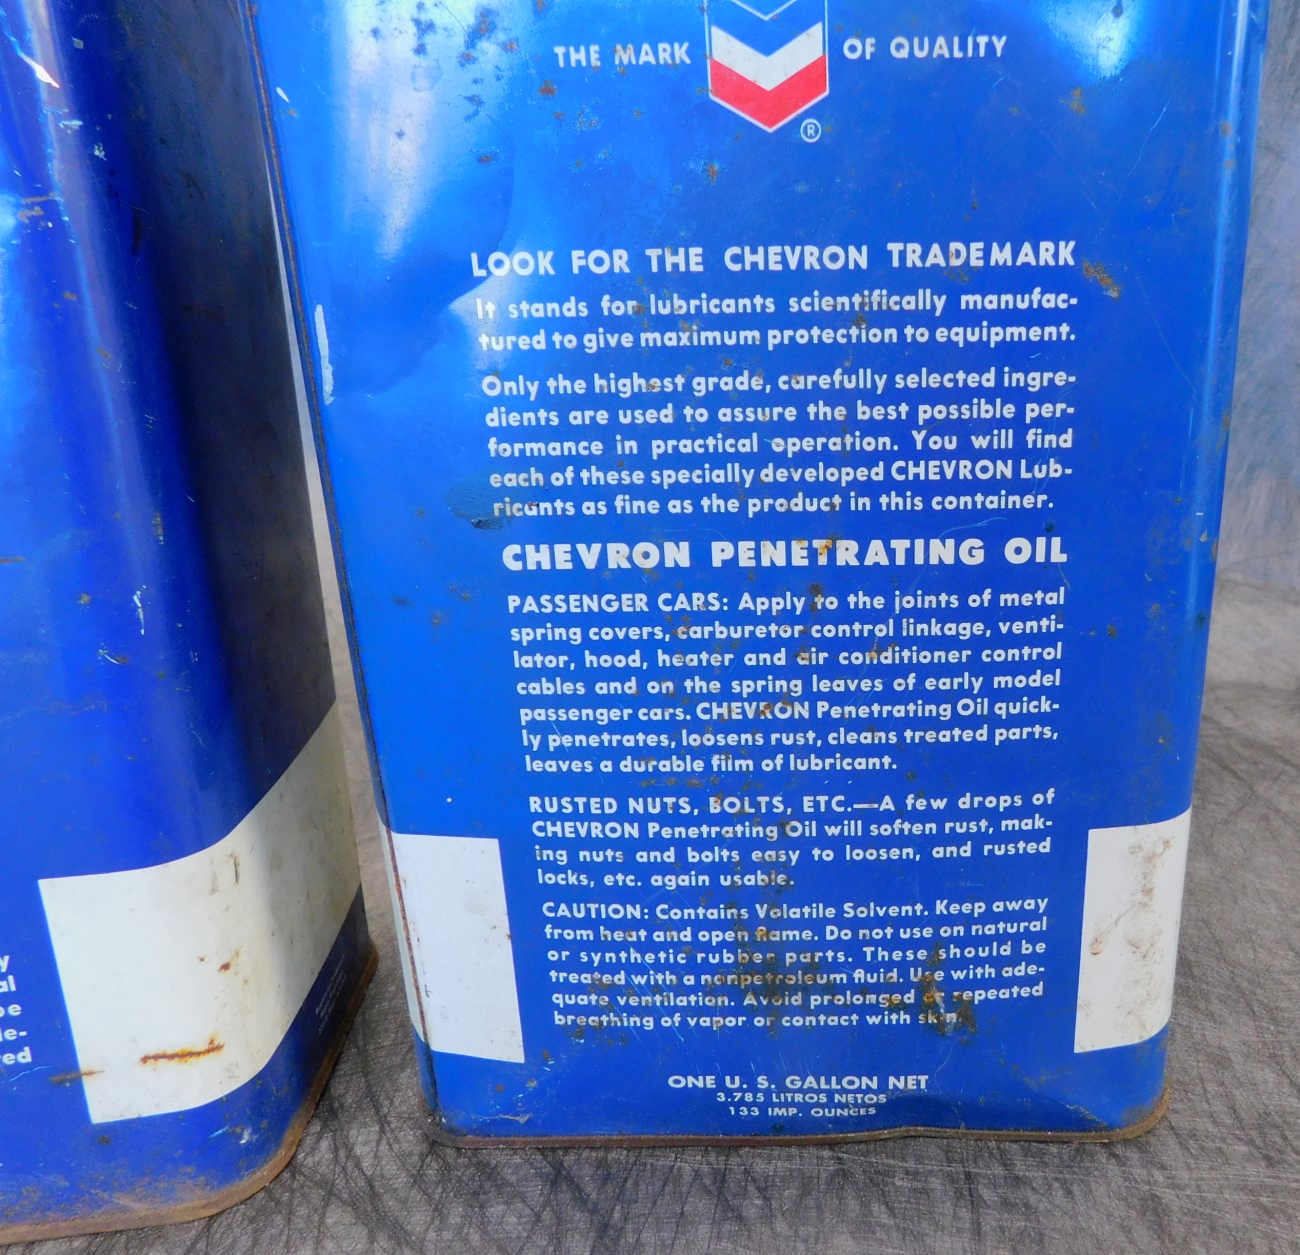 THE MARK OF QUALITY
®
LOOK FOR THE CHEVRON TRADEMARK
It stands for lubricants scientifically manufac-
tured to give maximum protection to equipment.
Only the highest grade, carefully selected ingre-
dients are used to assure the best possible per-
formance in practical operation. You will find
each of these specially developed CHEVRON Lub-
ricants as fine as the product in this container.
CHEVRON PENETRATING OIL
PASSENGER CARS: Apply to the joints of metal
spring covers, carburetor control linkage, venti-
lator, hood, heater and air conditioner control
cables and on the spring leaves of early model
passenger cars. CHEVRON Penetrating Oil quick-
ly penetrates, loosens rust, cleans treated parts,
leaves a durable film of lubricant.
RUSTED NUTS, BOLTS, ETC.—A few drops of
CHEVRON Penetrating Oil will soften rust, mak-
ing nuts and bolts easy to loosen, and rusted
locks, etc. again usable.
CAUTION: Contains Volatile Solvent. Keep away
from heat and open flame. Do not use on natural
or synthetic rubber parts. These should be
treated with a nonpetroleum fluid. Use with ade-
quate ventilation. Avoid prolonged or repeated
breathing of vapor or contact with skin.
ONE U. S. GALLON NET
3.785 LITROS NETOS
133 IMP. OUNCES
y
al
be
le-
red